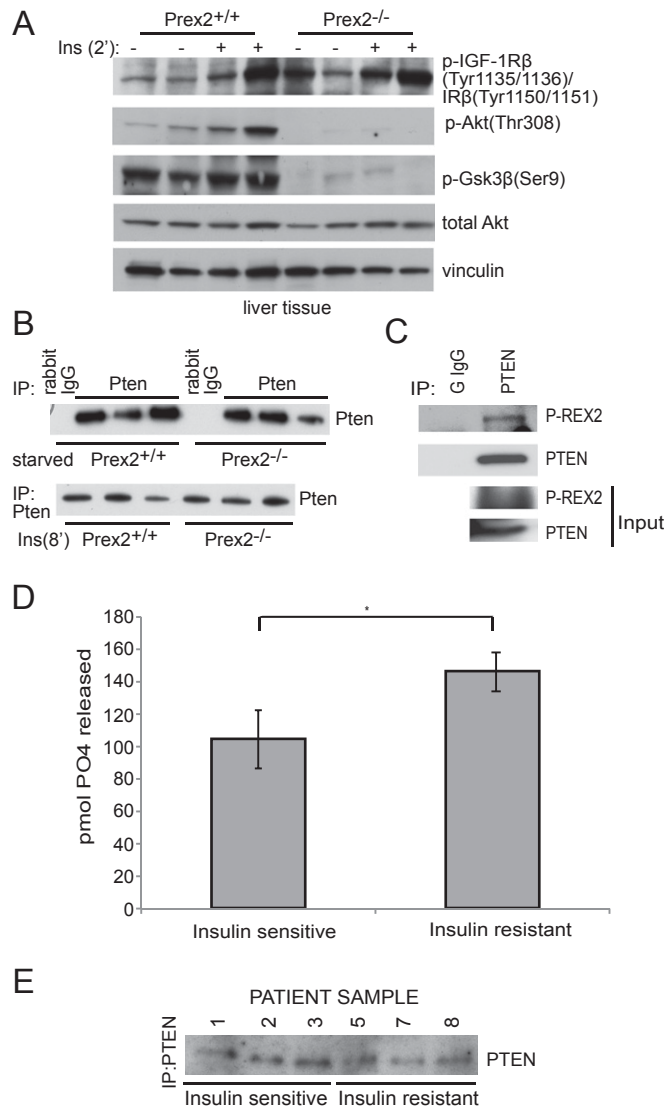 A
Prex2+/+ Prex2-/-
Ins (2'): - - + + - - + +
p-IGF-1Rβ
(Tyr1135/1136)/
IRβ(Tyr1150/1151)
p-Akt(Thr308)
p-Gsk3β(Ser9)
total Akt
vinculin
liver tissue
B
IP: rabbit IgG Pten rabbit IgG Pten
Pten
starved Prex2+/+ Prex2-/-
IP:
Pten
Pten
Ins(8') Prex2+/+ Prex2-/-
C
IP: G IgG PTEN
P-REX2
PTEN
P-REX2
PTEN
Input
D
pmol PO4 released
180
160
140
120
100
80
60
40
20
0
*
Insulin sensitive Insulin resistant
E
PATIENT SAMPLE
IP:PTEN 1 2 3 5 7 8
PTEN
Insulin sensitive Insulin resistant